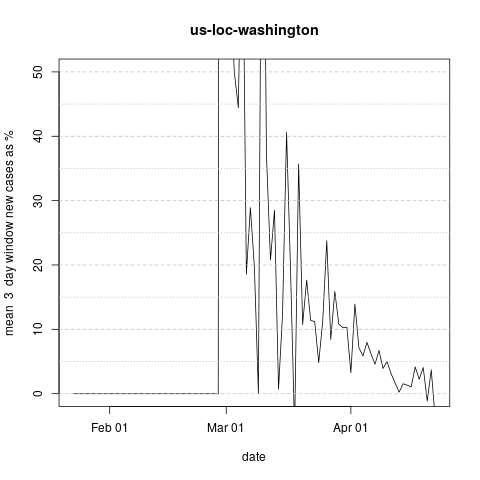 us-loc-washington
mean 3 day window new cases as %
50
40
30
20
10
0
Feb 01
Mar 01
Apr 01
date